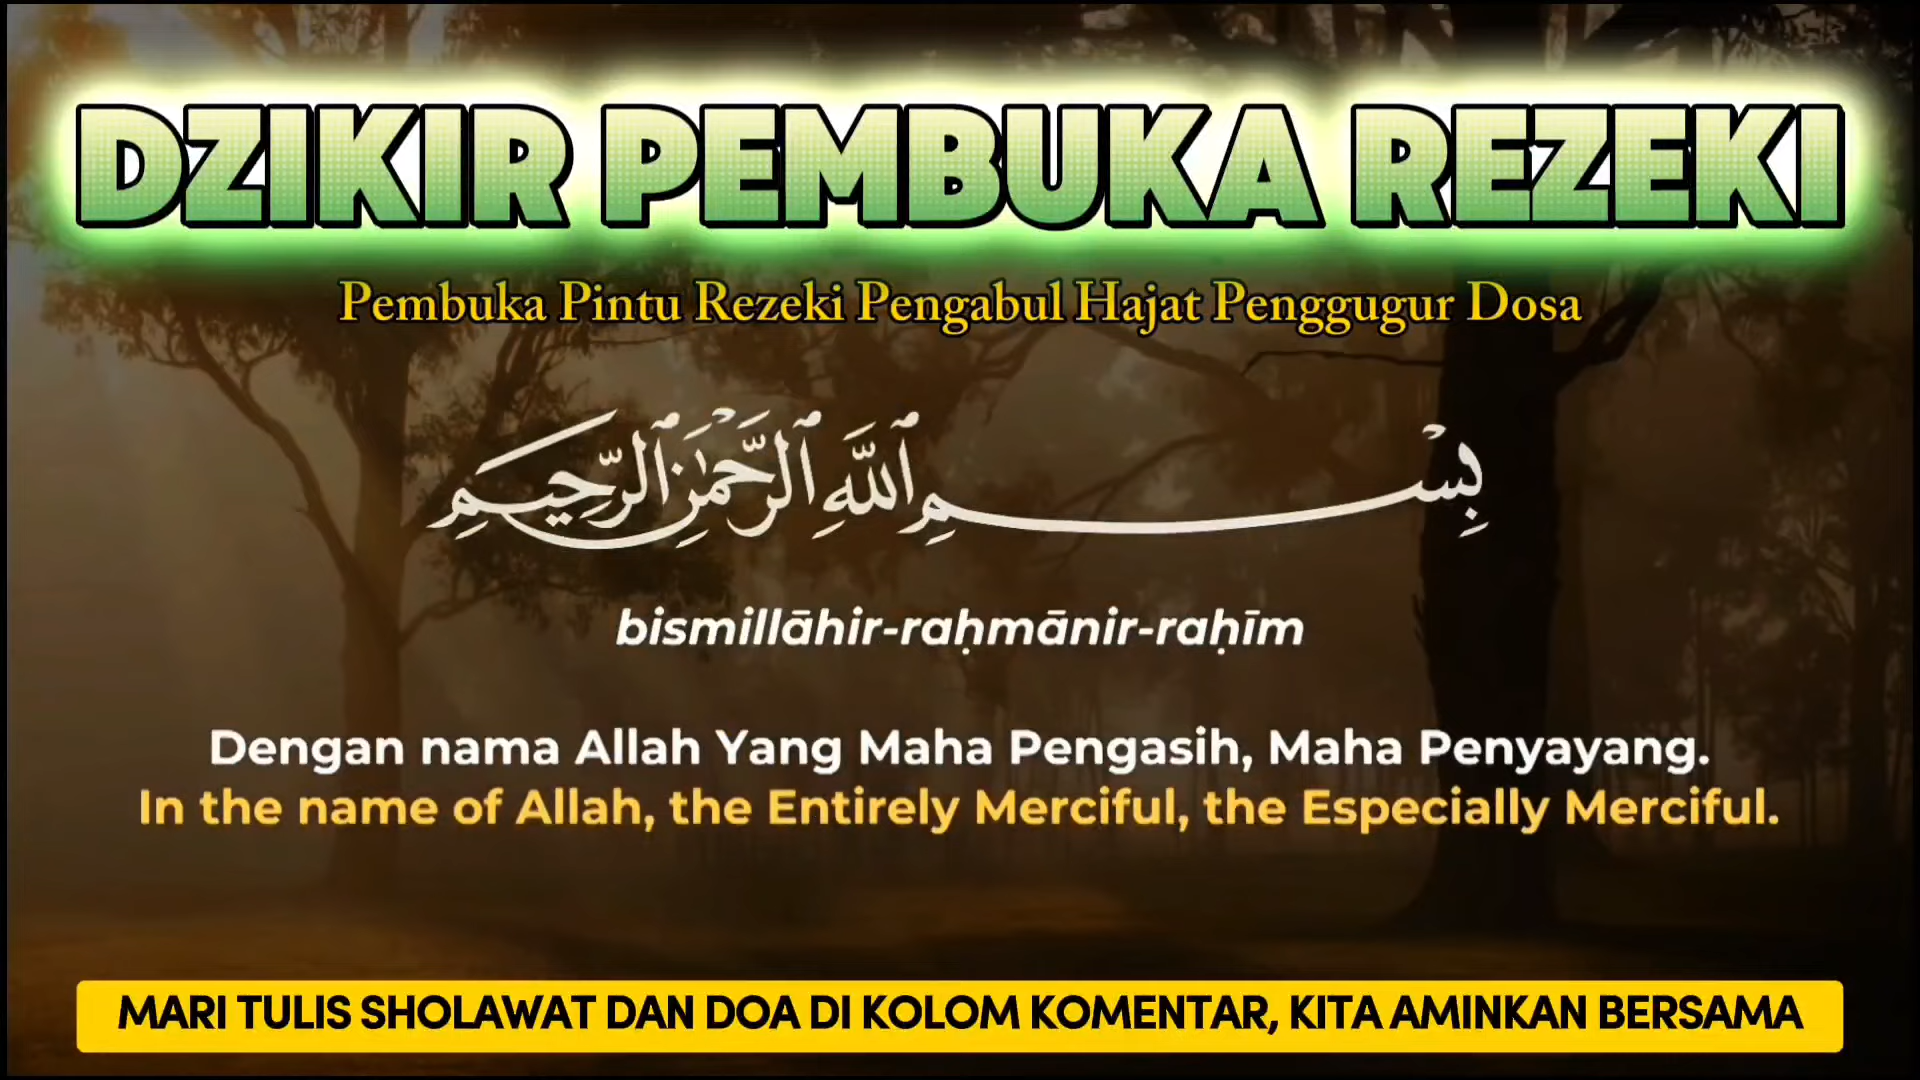 DZIKIR PEMBUKA REZEKI
Pembuka Pintu Rezeki Pengabul Hajat Penggugur Dosa
بِسْمِ ٱللَّهِ ٱلرَّحْمَٰنِ ٱلرَّحِيمِ
bismillāhir-raḥmānir-raḥīm
Dengan nama Allah Yang Maha Pengasih, Maha Penyayang.
In the name of Allah, the Entirely Merciful, the Especially Merciful.
MARI TULIS SHOLAWAT DAN DOA DI KOLOM KOMENTAR, KITA AMINKAN BERSAMA